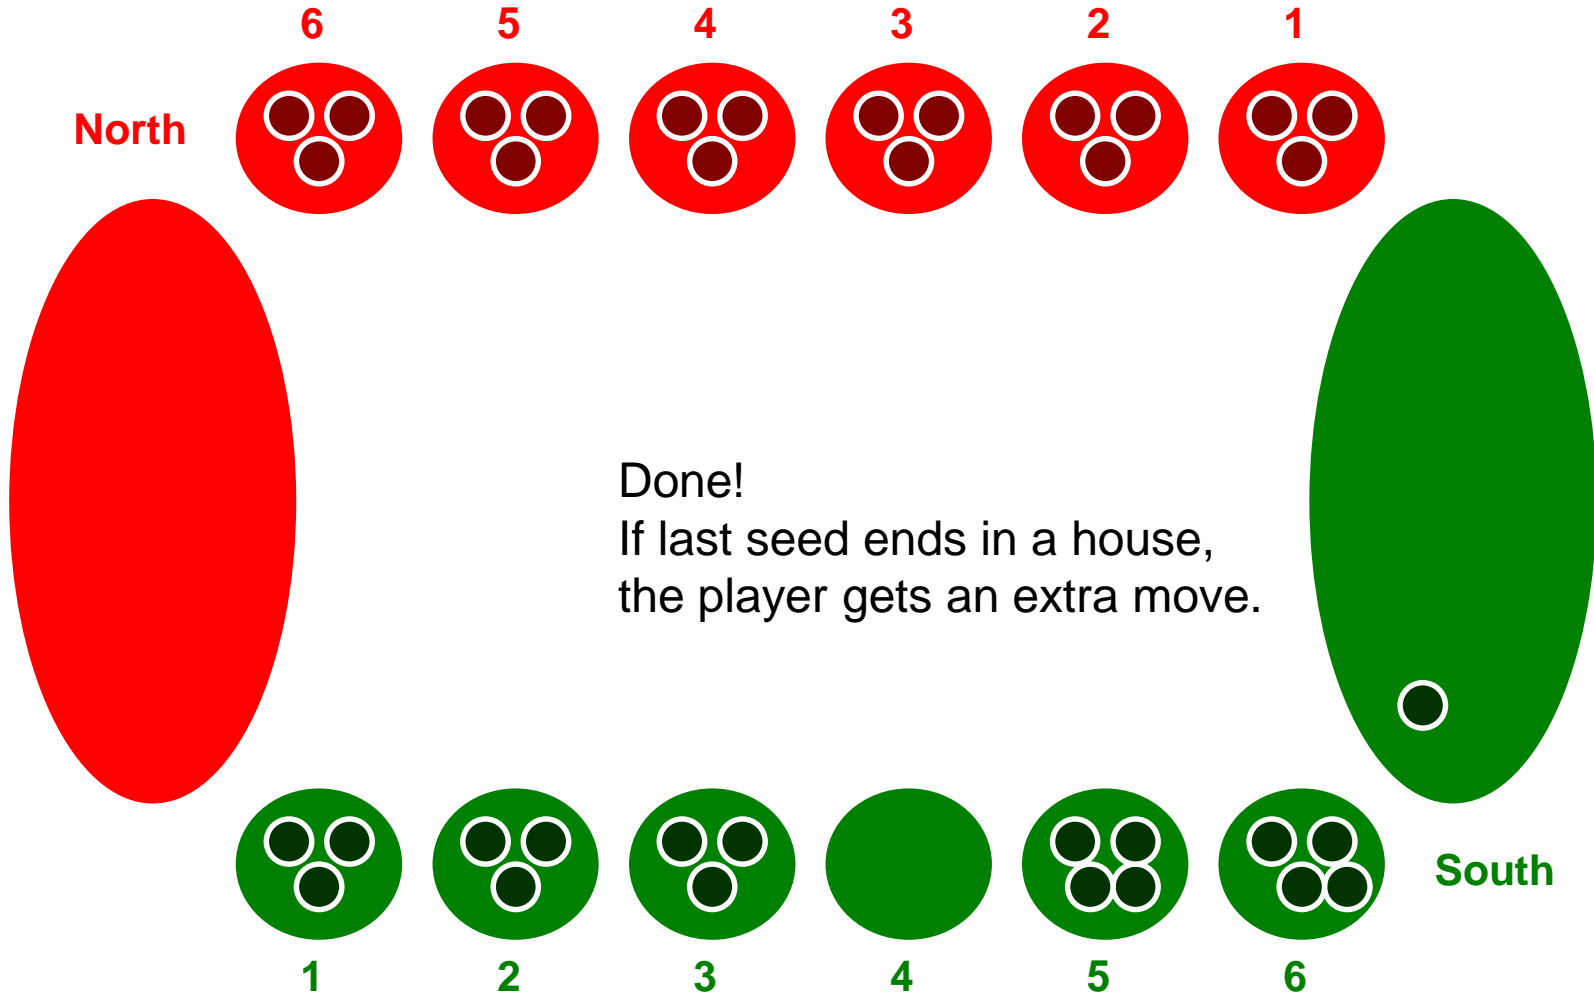 6 5 4 3 2 1
North
Done!
If last seed ends in a house,
the player gets an extra move.
South
1 2 3 4 5 6